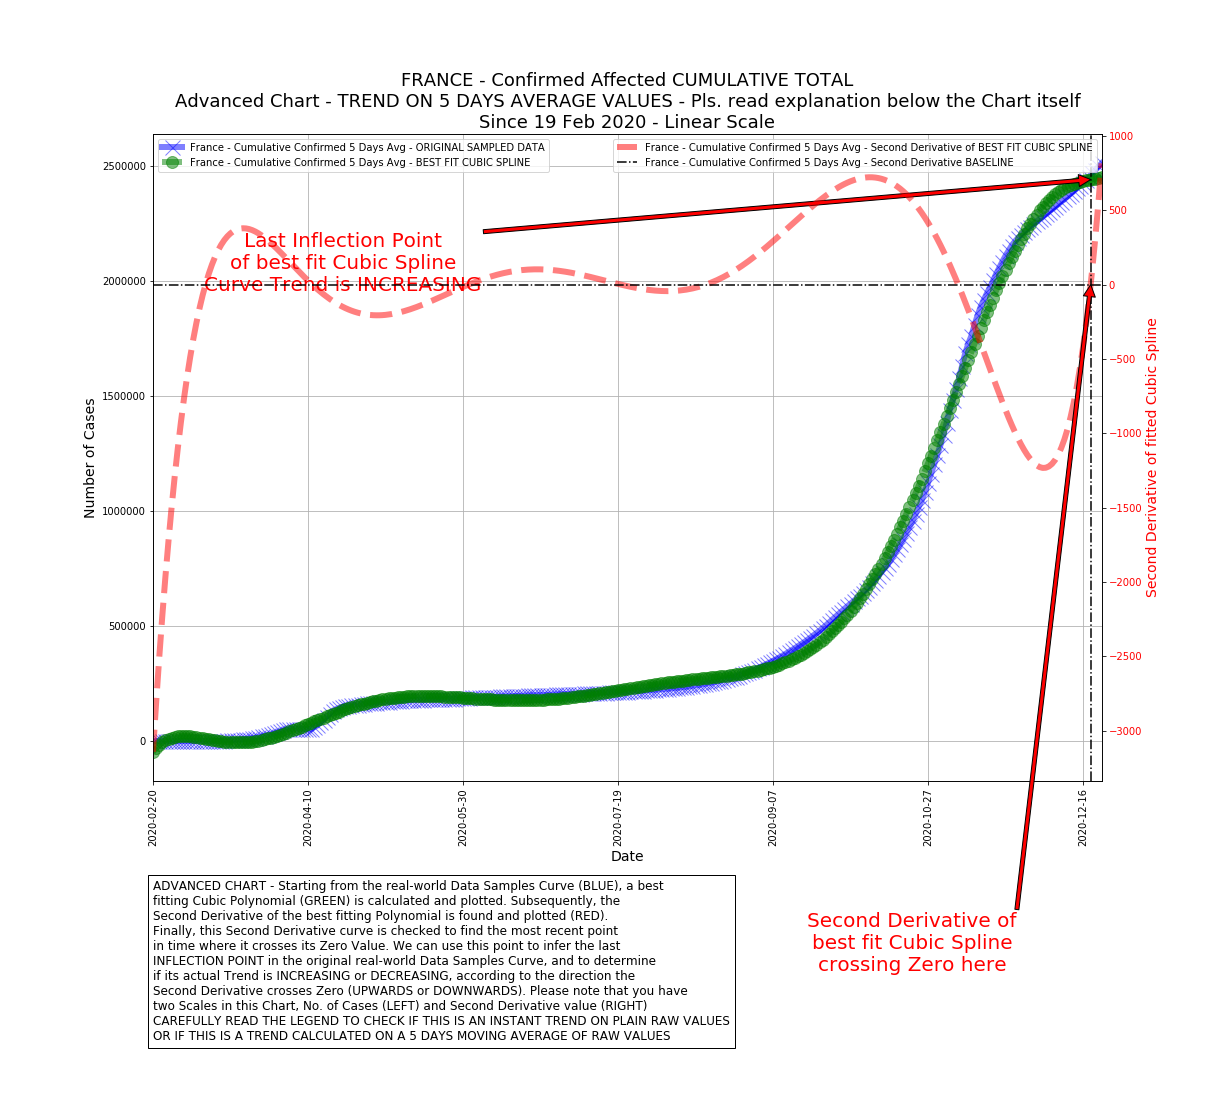 FRANCE - Confirmed Affected CUMULATIVE TOTAL
Advanced Chart - TREND ON 5 DAYS AVERAGE VALUES - Pls. read explanation below the Chart itself
Since 19 Feb 2020 - Linear Scale
France - Cumulative Confirmed 5 Days Avg - ORIGINAL SAMPLED DATA
France - Cumulative Confirmed 5 Days Avg - BEST FIT CUBIC SPLINE
France - Cumulative Confirmed 5 Days Avg - Second Derivative of BEST FIT CUBIC SPLINE
France - Cumulative Confirmed 5 Days Avg - Second Derivative BASELINE
Last Inflection Point
of best fit Cubic Spline
Curve Trend is INCREASING
Number of Cases
2500000
2000000
1500000
1000000
500000
0
1000
500
0
−500
−1000
−1500
−2000
−2500
−3000
Second Derivative of fitted Cubic Spline
2020-02-20
2020-04-10
2020-05-30
2020-07-19
2020-09-07
2020-10-27
2020-12-16
Date
Second Derivative of
best fit Cubic Spline
crossing Zero here
ADVANCED CHART - Starting from the real-world Data Samples Curve (BLUE), a best
fitting Cubic Polynomial (GREEN) is calculated and plotted. Subsequently, the
Second Derivative of the best fitting Polynomial is found and plotted (RED).
Finally, this Second Derivative curve is checked to find the most recent point
in time where it crosses its Zero Value. We can use this point to infer the last
INFLECTION POINT in the original real-world Data Samples Curve, and to determine
if its actual Trend is INCREASING or DECREASING, according to the direction the
Second Derivative crosses Zero (UPWARDS or DOWNWARDS). Please note that you have
two Scales in this Chart, No. of Cases (LEFT) and Second Derivative value (RIGHT)
CAREFULLY READ THE LEGEND TO CHECK IF THIS IS AN INSTANT TREND ON PLAIN RAW VALUES
OR IF THIS IS A TREND CALCULATED ON A 5 DAYS MOVING AVERAGE OF RAW VALUES